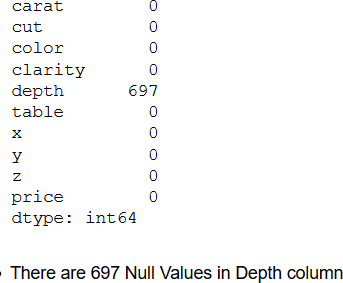 carat 0
cut 0
color 0
clarity 0
depth 697
table 0
x 0
y 0
z 0
price 0
dtype: int64
• There are 697 Null Values in Depth column